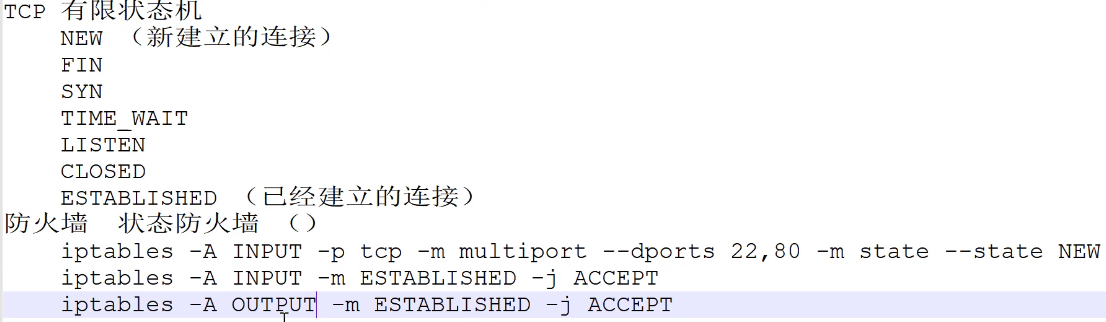 TCP 有限状态机
NEW （新建立的连接）
FIN
SYN
TIME_WAIT
LISTEN
CLOSED
ESTABLISHED （已经建立的连接）
防火墙 状态防火墙 （）
iptables -A INPUT -p tcp -m multiport --dports 22,80 -m state --state NEW
iptables -A INPUT -m ESTABLISHED -j ACCEPT
iptables -A OUTPUT -m ESTABLISHED -j ACCEPT